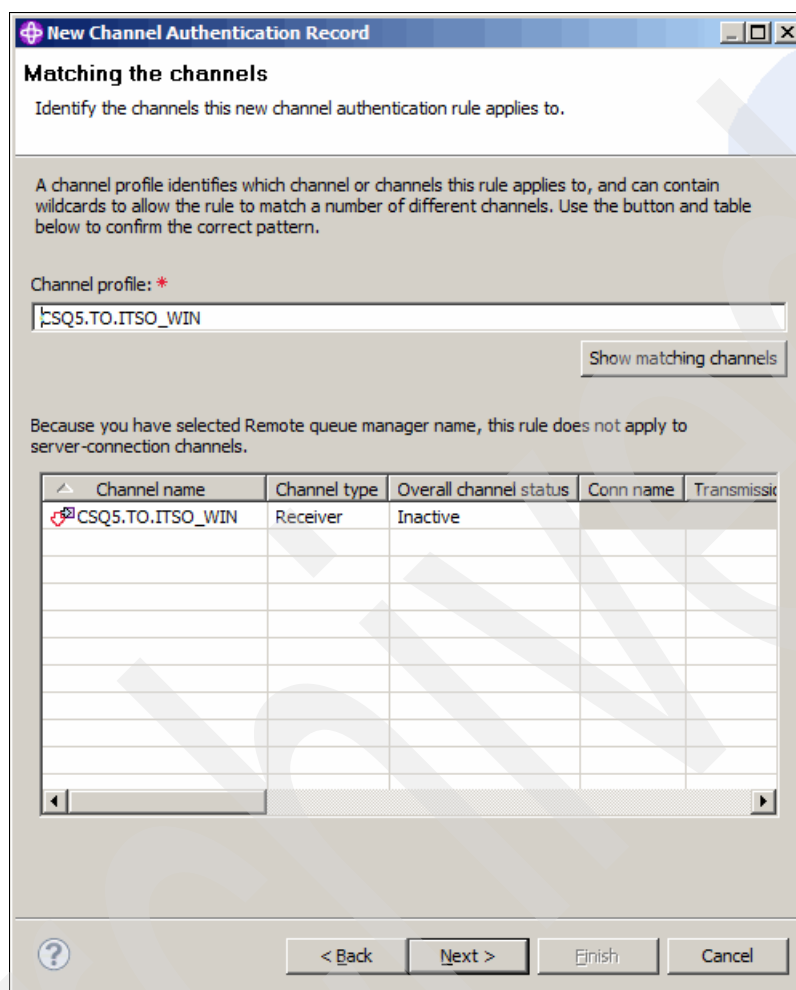 New Channel Authentication Record
Matching the channels
Identify the channels this new channel authentication rule applies to.
A channel profile identifies which channel or channels this rule applies to, and can contain
wildcards to allow the rule to match a number of different channels. Use the button and table
below to confirm the correct pattern.
Channel profile: *
CSQ5.TO.ITSO_WIN
Show matching channels
Because you have selected Remote queue manager name, this rule does not apply to
server-connection channels.
Channel name Channel type Overall channel status Conn name Transmissio
CSQ5.TO.ITSO_WIN Receiver Inactive
? < Back Next > Finish Cancel